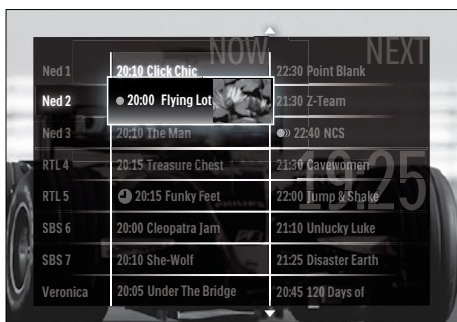 NOW NEXT
Ned 1 20:10 Click Chic 22:30 Point Blank
Ned 2 20:00 Flying Lot 21:30 Z-Team
Ned 3 20:10 The Man 22:40 NCS
RTL 4 20:15 Treasure Chest 21:30 Cavewomen
19:25
RTL 5 20:15 Funky Feet 22:00 Jump & Shake
SBS 6 20:00 Cleopatra Jam 21:10 Unlucky Luke
SBS 7 20:10 She-Wolf 21:25 Disaster Earth
Veronica 20:05 Under The Bridge 20:45 120 Days of